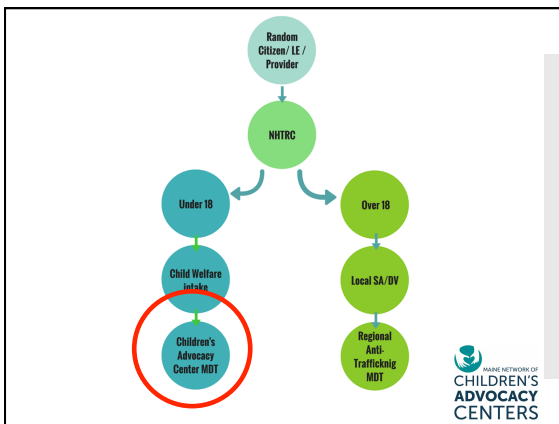 Random
Citizen/ LE /
Provider
NHTRC
Under 18
Over 18
Child Welfare
intake
Local SA/DV
Children's
Advocacy
Center MDT
Regional
Anti-
Trafficknig
MDT
MAINE NETWORK OF
CHILDREN'S
ADVOCACY
CENTERS